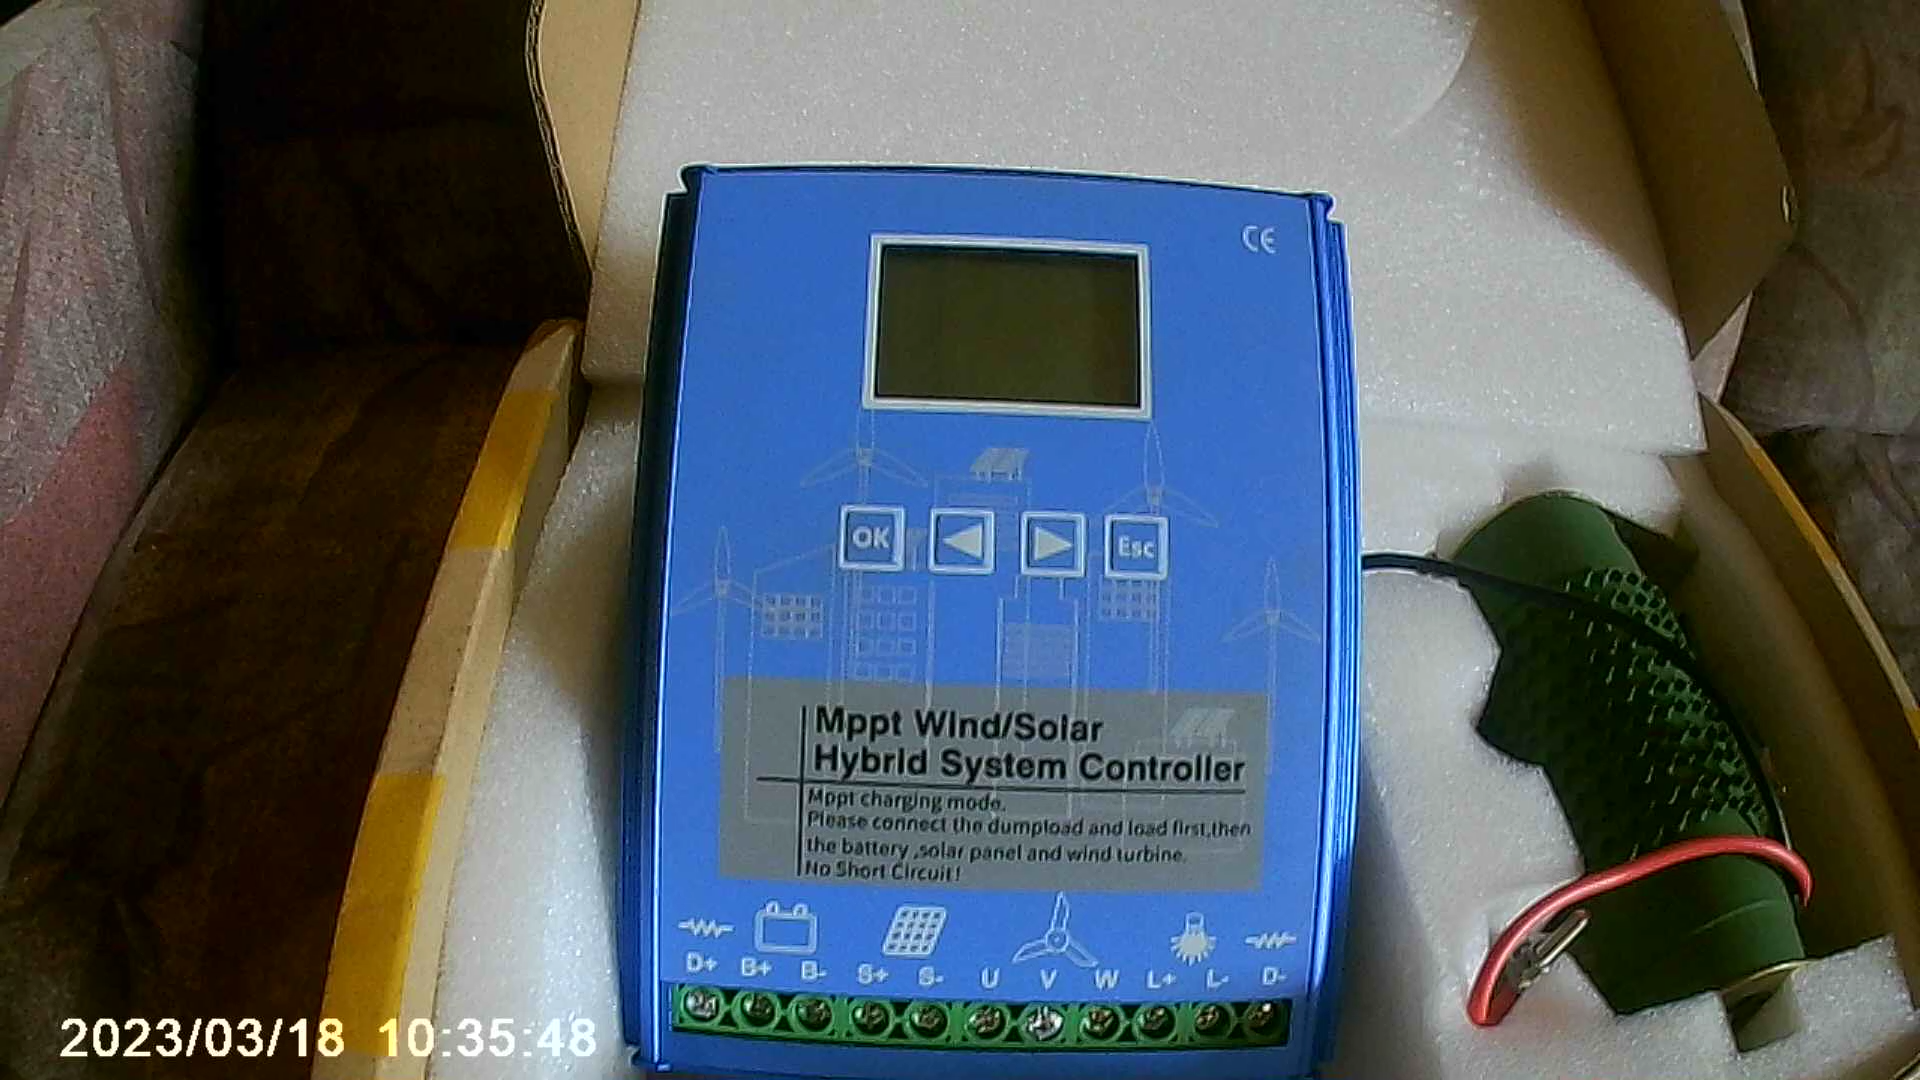 CE
OK
Esc
Mppt Wind/Solar
Hybrid System Controller
Mppt charging mode.
Please connect the dumpload and load first,then
the battery ,solar panel and wind turbine.
No Short Circuit!
D+ B+ B- S+ S- U V W L+ L- D-
2023/03/18 10:35:48